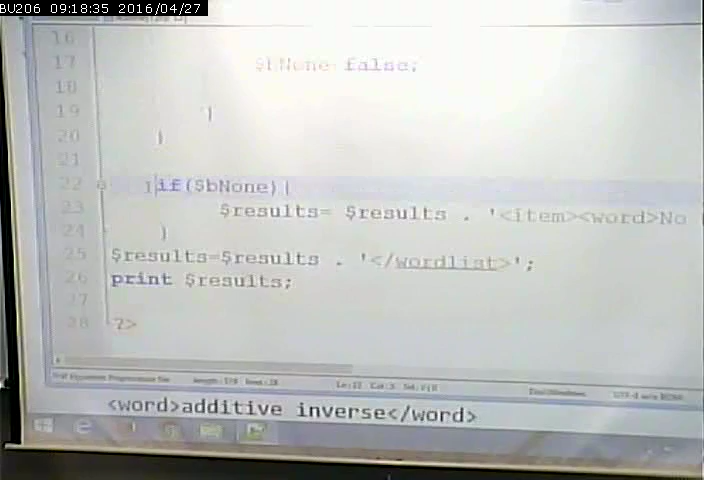 BU206 09:18:35 2016/04/27
16
17 $bNone false;
18
19 }
20 }
21
22 if($bNone){
23 $results= $results . '<item><word>No
24 }
25 $results=$results . '</wordlist>';
26 print $results;
27
28 ?>
<word>additive inverse</word>